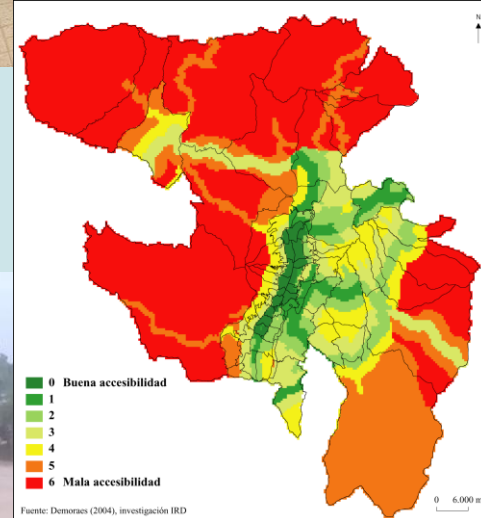 N
0 Buena accesibilidad
1
2
3
4
5
6 Mala accesibilidad
0 6.000 m
Fuente: Demoraes (2004), investigación IRD